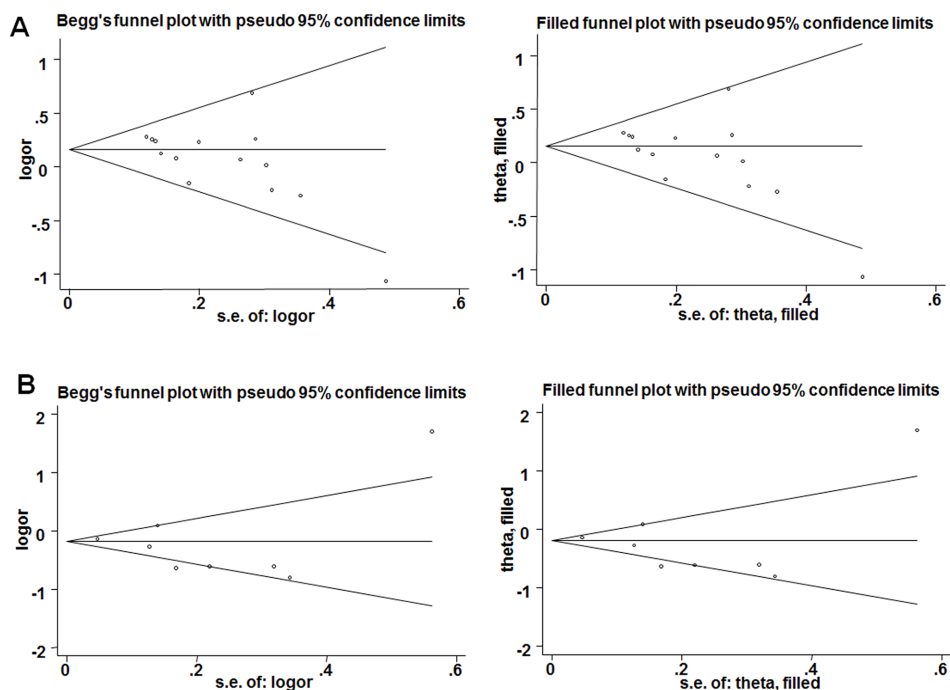 A
Begg's funnel plot with pseudo 95% confidence limits
logor
1
.5
0
-.5
-1
0 .2 .4 .6
s.e. of: logor
Filled funnel plot with pseudo 95% confidence limits
theta, filled
1
.5
0
-.5
-1
0 .2 .4 .6
s.e. of: theta, filled
B
Begg's funnel plot with pseudo 95% confidence limits
logor
2
1
0
-1
-2
0 .2 .4 .6
s.e. of: logor
Filled funnel plot with pseudo 95% confidence limits
theta, filled
2
1
0
-1
-2
0 .2 .4 .6
s.e. of: theta, filled